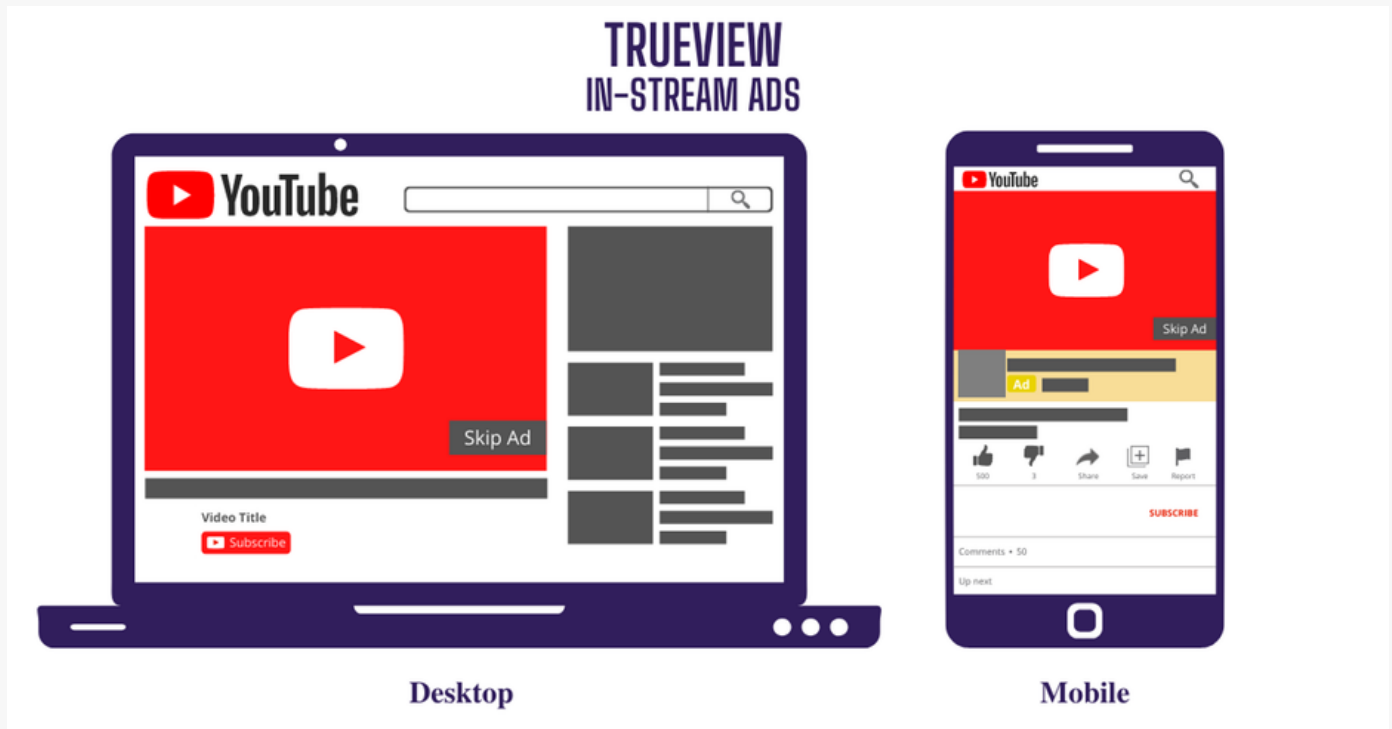 TRUEVIEW
IN-STREAM ADS
YouTube
Skip Ad
Video Title
Subscribe
Desktop
YouTube
Skip Ad
Ad
500 3 Share Save Report
SUBSCRIBE
Comments • 50
Up next
Mobile